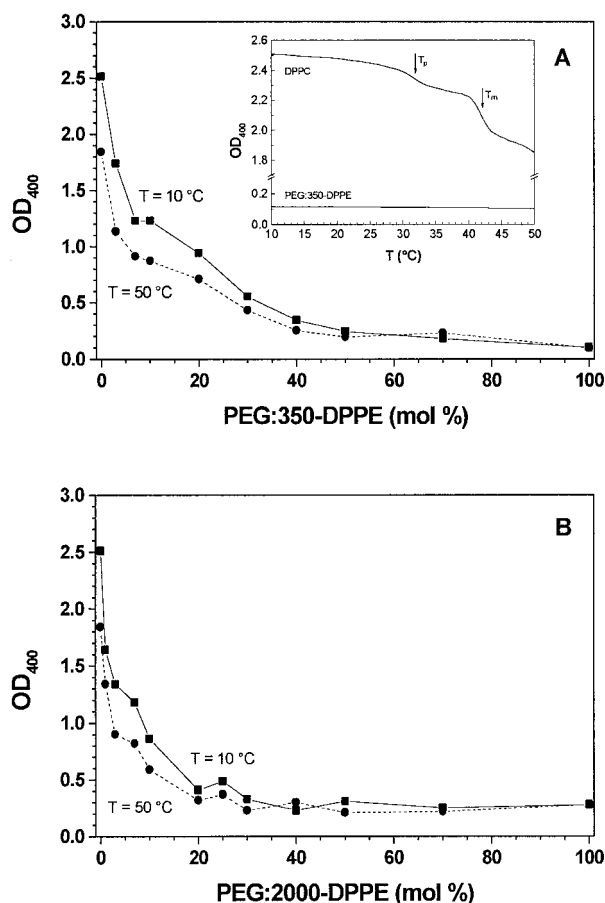 A
3.0
2.5
2.0
1.5
1.0
0.5
0.0
OD400
T = 10 °C
T = 50 °C
0 20 40 60 80 100
PEG:350-DPPE (mol %)
2.6
2.4
2.2
2.0
1.8
0.2
0.0
OD400
DPPC
Tp
Tm
PEG:350-DPPE
10 15 20 25 30 35 40 45 50
T (°C)
B
3.0
2.5
2.0
1.5
1.0
0.5
0.0
OD400
T = 10 °C
T = 50 °C
0 20 40 60 80 100
PEG:2000-DPPE (mol %)